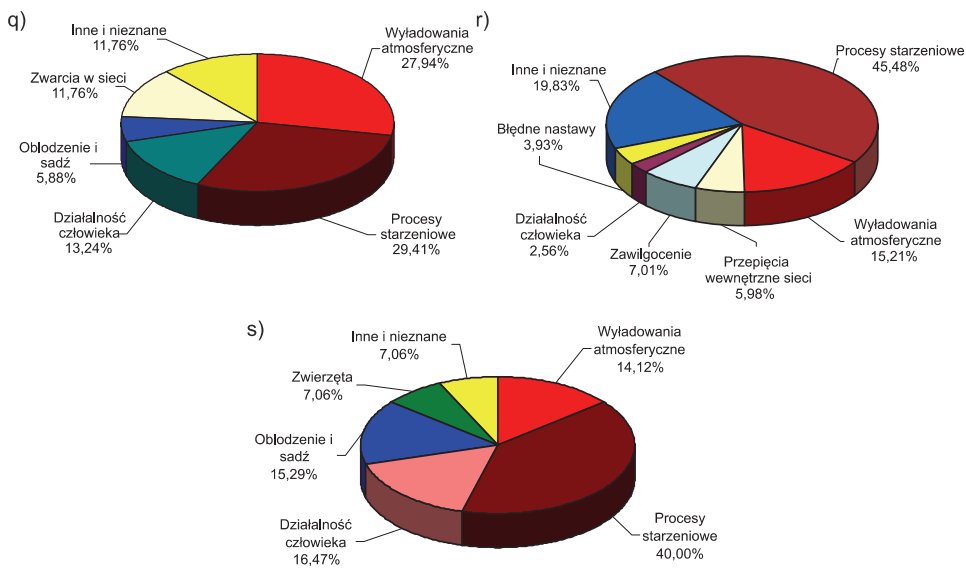 q)
Inne i nieznane
11,76%
Wyładowania
atmosferyczne
27,94%
Zwarcia w sieci
11,76%
Oblodzenie i
sadź
5,88%
Działalność
człowieka
13,24%
Procesy
starzeniowe
29,41%
r)
Procesy starzeniowe
45,48%
Inne i nieznane
19,83%
Błędne nastawy
3,93%
Działalność
człowieka
2,56%
Zawilgocenie
7,01%
Przepięcia
wewnętrzne sieci
5,98%
Wyładowania
atmosferyczne
15,21%
s)
Inne i nieznane
7,06%
Wyładowania
atmosferyczne
14,12%
Zwierzęta
7,06%
Oblodzenie i
sadź
15,29%
Działalność
człowieka
16,47%
Procesy
starzeniowe
40,00%